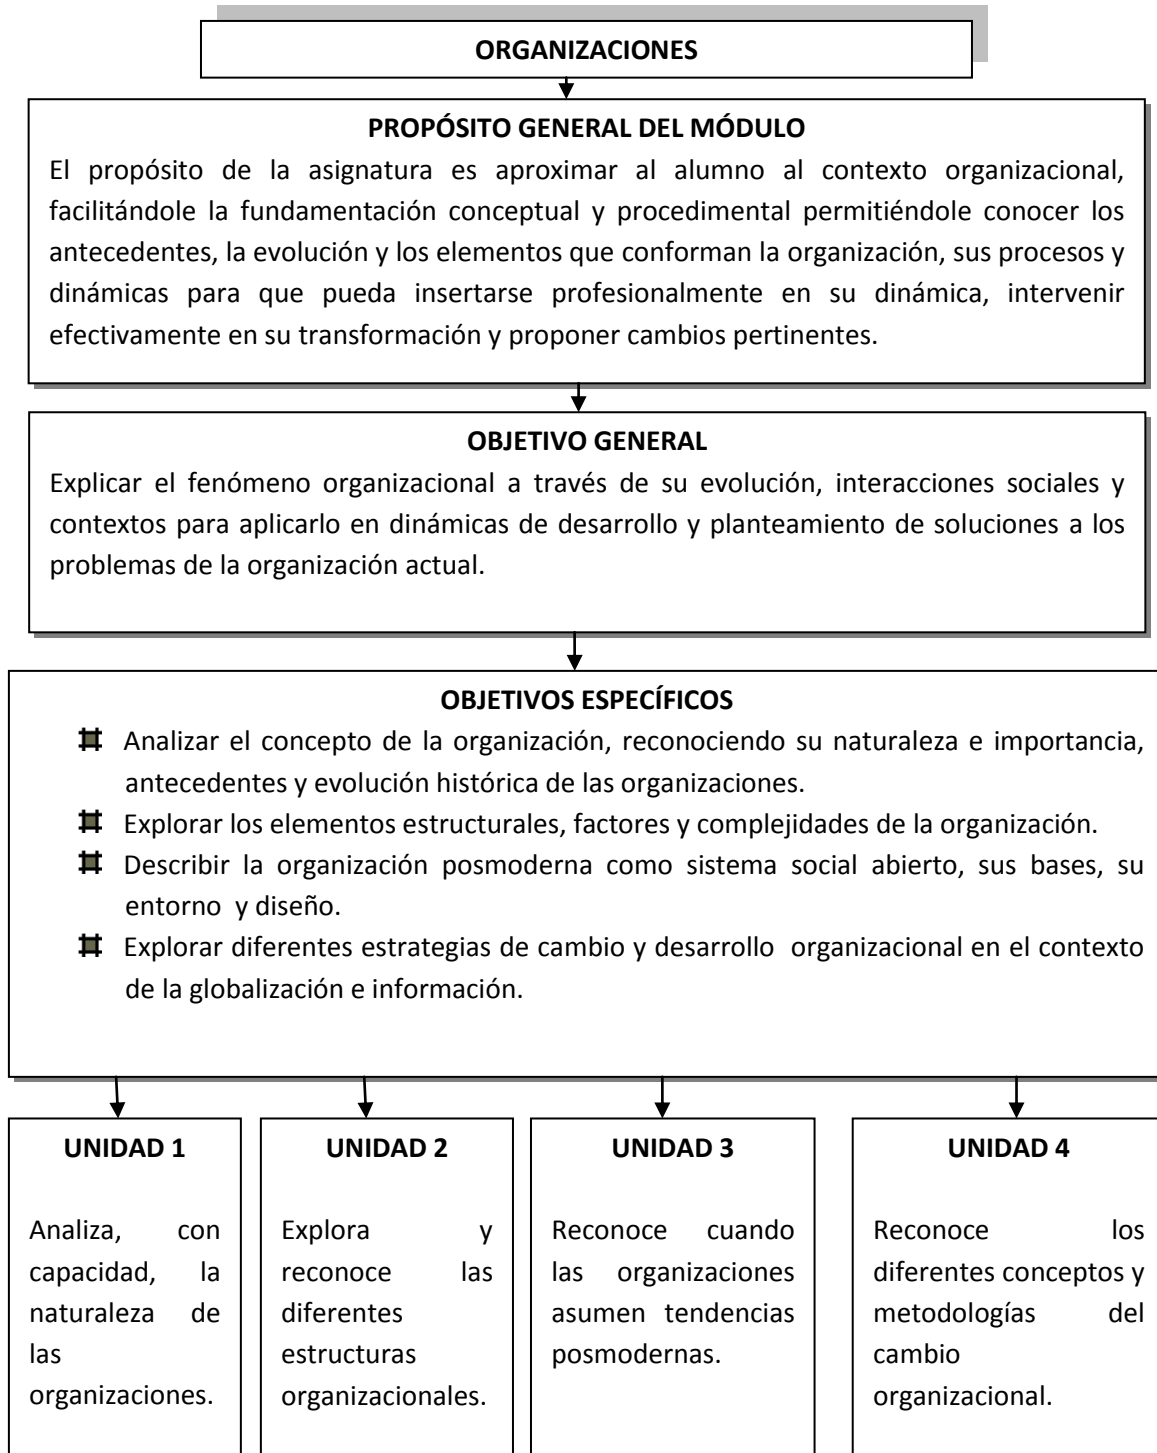 ORGANIZACIONES
PROPÓSITO GENERAL DEL MÓDULO
El propósito de la asignatura es aproximar al alumno al contexto organizacional,
facilitándole la fundamentación conceptual y procedimental permitiéndole conocer los
antecedentes, la evolución y los elementos que conforman la organización, sus procesos y
dinámicas para que pueda insertarse profesionalmente en su dinámica, intervenir
efectivamente en su transformación y proponer cambios pertinentes.
OBJETIVO GENERAL
Explicar el fenómeno organizacional a través de su evolución, interacciones sociales y
contextos para aplicarlo en dinámicas de desarrollo y planteamiento de soluciones a los
problemas de la organización actual.
OBJETIVOS ESPECÍFICOS
Analizar el concepto de la organización, reconociendo su naturaleza e importancia,
antecedentes y evolución histórica de las organizaciones.
Explorar los elementos estructurales, factores y complejidades de la organización.
Describir la organización posmoderna como sistema social abierto, sus bases, su
entorno y diseño.
Explorar diferentes estrategias de cambio y desarrollo organizacional en el contexto
de la globalización e información.
UNIDAD 1
Analiza, con
capacidad, la
naturaleza de
las
organizaciones.
UNIDAD 2
Explora y
reconoce las
diferentes
estructuras
organizacionales.
UNIDAD 3
Reconoce cuando
las organizaciones
asumen tendencias
posmodernas.
UNIDAD 4
Reconoce los
diferentes conceptos y
metodologías del
cambio
organizacional.